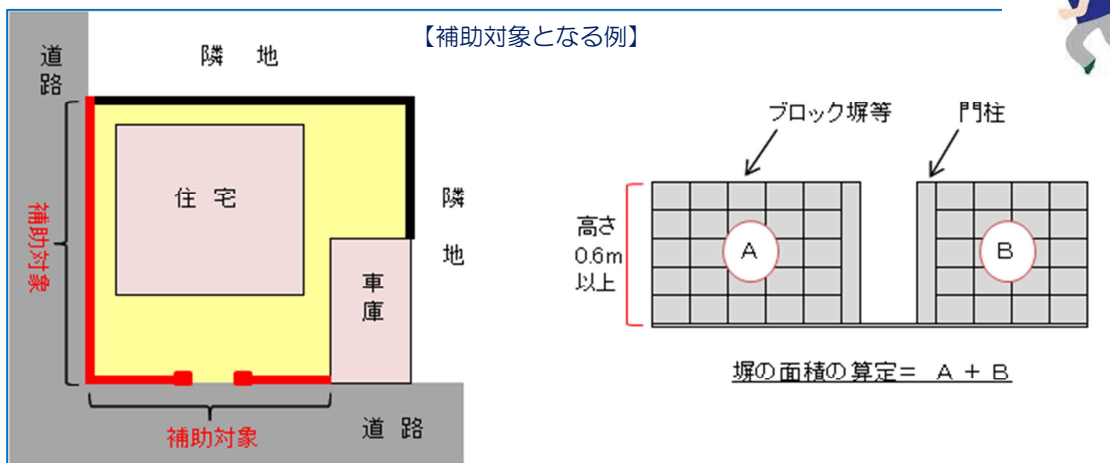 【補助対象となる例】
道路
隣 地
住 宅
隣地
車庫
補助対象
補助対象
道 路
ブロック塀等
門柱
高さ
0.6m
以上
A
B
塀の面積の算定= A + B